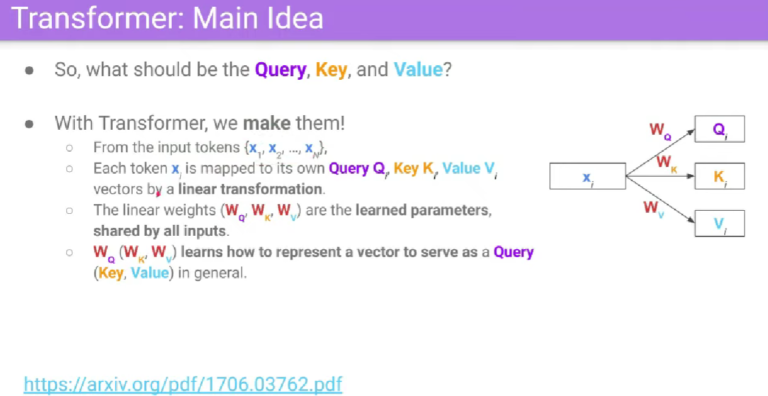 Transformer: Main Idea
● So, what should be the Query, Key, and Value?
● With Transformer, we make them!
○ From the input tokens {x₁, x₂, ..., x_N},
○ Each token x_i is mapped to its own Query Q_i, Key K_i, Value V_i
vectors by a linear transformation.
○ The linear weights (W_Q, W_K, W_V) are the learned parameters,
shared by all inputs.
○ W_Q (W_K, W_V) learns how to represent a vector to serve as a Query
(Key, Value) in general.
x_i
W_Q
Q_i
W_K
K_i
W_V
V_i
https://arxiv.org/pdf/1706.03762.pdf